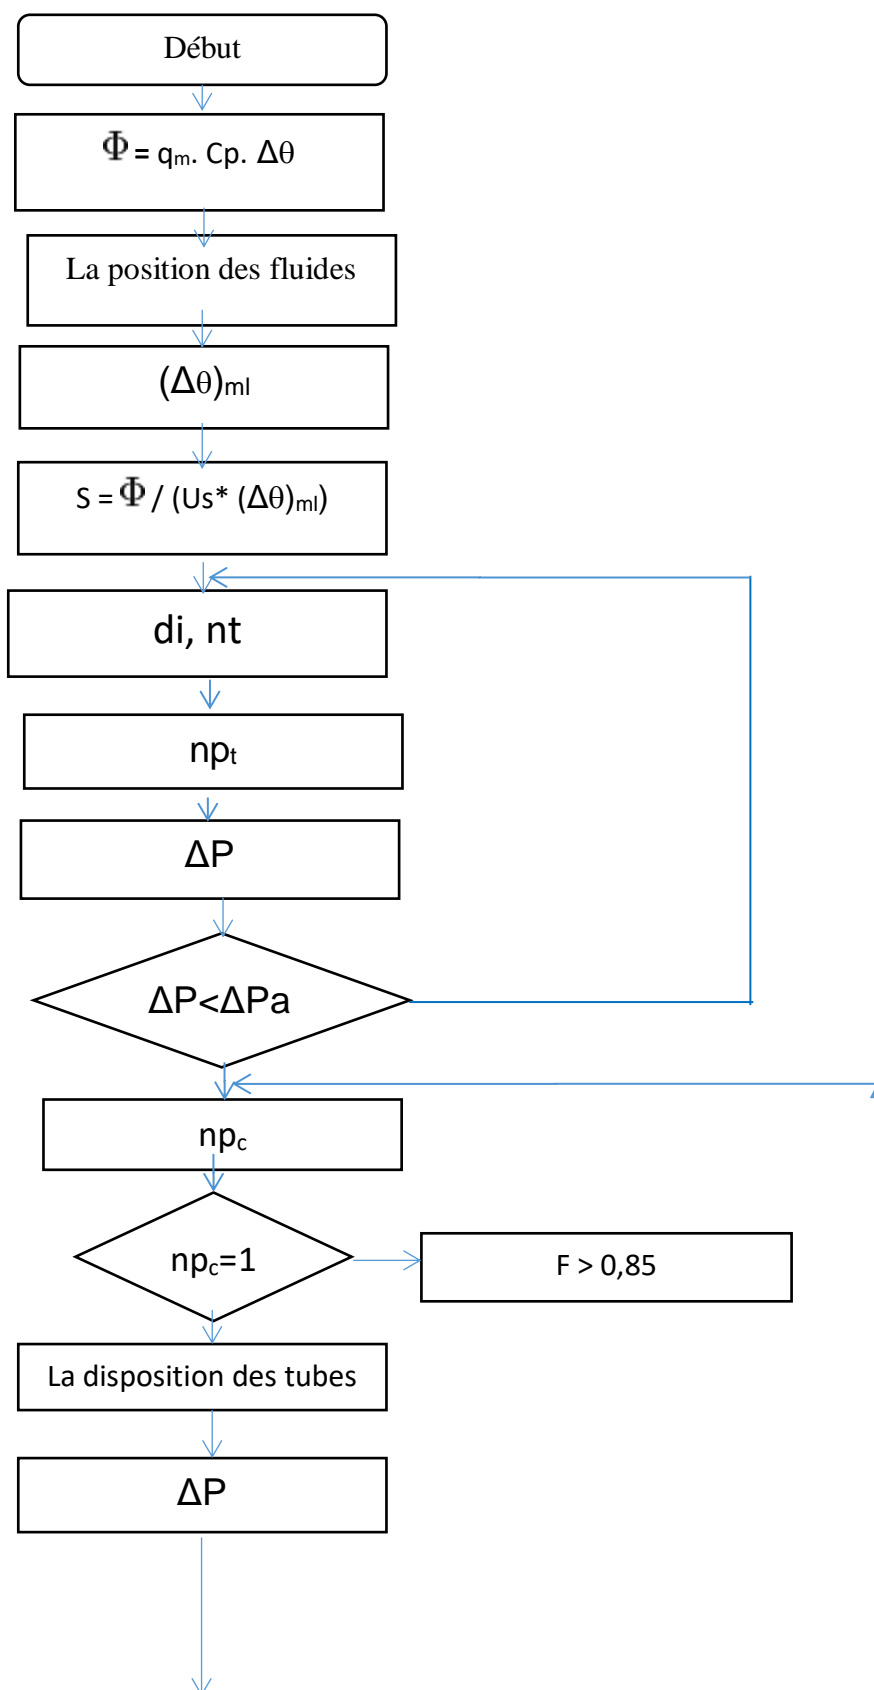 Début
Φ = qm. Cp. Δθ
La position des fluides
(Δθ)ml
S = Φ / (Us* (Δθ)ml)
di, nt
npt
ΔP
ΔP<ΔPa
npc
npc=1
F > 0,85
La disposition des tubes
ΔP